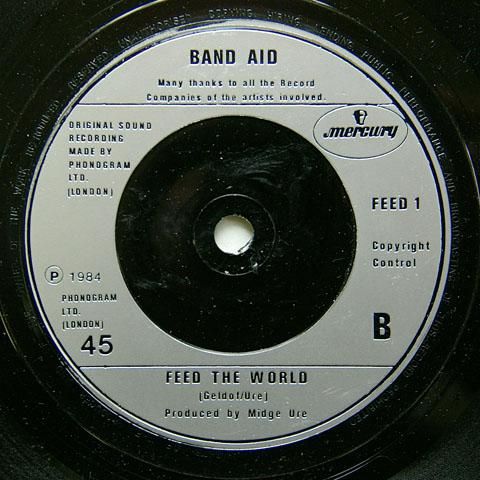 BAND AID
Many thanks to all the Record
Companies of the artists involved.
ORIGINAL SOUND
RECORDING
MADE BY
PHONOGRAM
LTD.
(LONDON)
mercury
FEED 1
Copyright
Control
Ⓟ 1984
PHONOGRAM
LTD.
(LONDON)
45
B
FEED THE WORLD
(Geldof/Ure)
Produced by Midge Ure